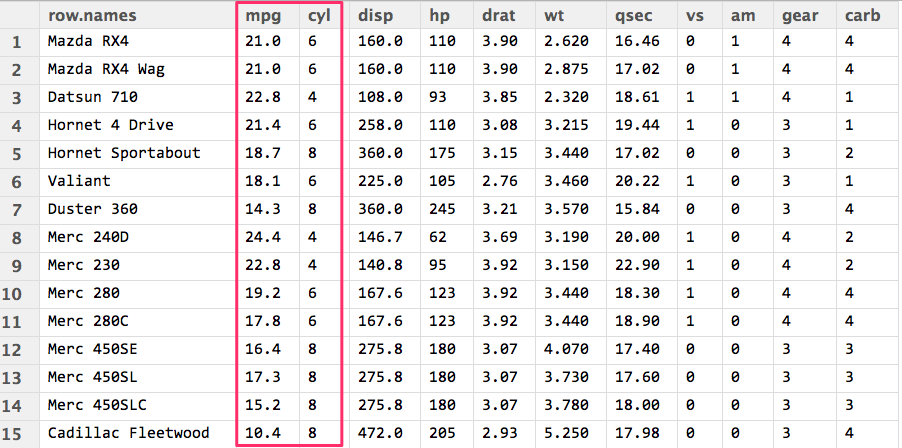 row.names mpg cyl disp hp drat wt qsec vs am gear carb
1 Mazda RX4 21.0 6 160.0 110 3.90 2.620 16.46 0 1 4 4
2 Mazda RX4 Wag 21.0 6 160.0 110 3.90 2.875 17.02 0 1 4 4
3 Datsun 710 22.8 4 108.0 93 3.85 2.320 18.61 1 1 4 1
4 Hornet 4 Drive 21.4 6 258.0 110 3.08 3.215 19.44 1 0 3 1
5 Hornet Sportabout 18.7 8 360.0 175 3.15 3.440 17.02 0 0 3 2
6 Valiant 18.1 6 225.0 105 2.76 3.460 20.22 1 0 3 1
7 Duster 360 14.3 8 360.0 245 3.21 3.570 15.84 0 0 3 4
8 Merc 240D 24.4 4 146.7 62 3.69 3.190 20.00 1 0 4 2
9 Merc 230 22.8 4 140.8 95 3.92 3.150 22.90 1 0 4 2
10 Merc 280 19.2 6 167.6 123 3.92 3.440 18.30 1 0 4 4
11 Merc 280C 17.8 6 167.6 123 3.92 3.440 18.90 1 0 4 4
12 Merc 450SE 16.4 8 275.8 180 3.07 4.070 17.40 0 0 3 3
13 Merc 450SL 17.3 8 275.8 180 3.07 3.730 17.60 0 0 3 3
14 Merc 450SLC 15.2 8 275.8 180 3.07 3.780 18.00 0 0 3 3
15 Cadillac Fleetwood 10.4 8 472.0 205 2.93 5.250 17.98 0 0 3 4